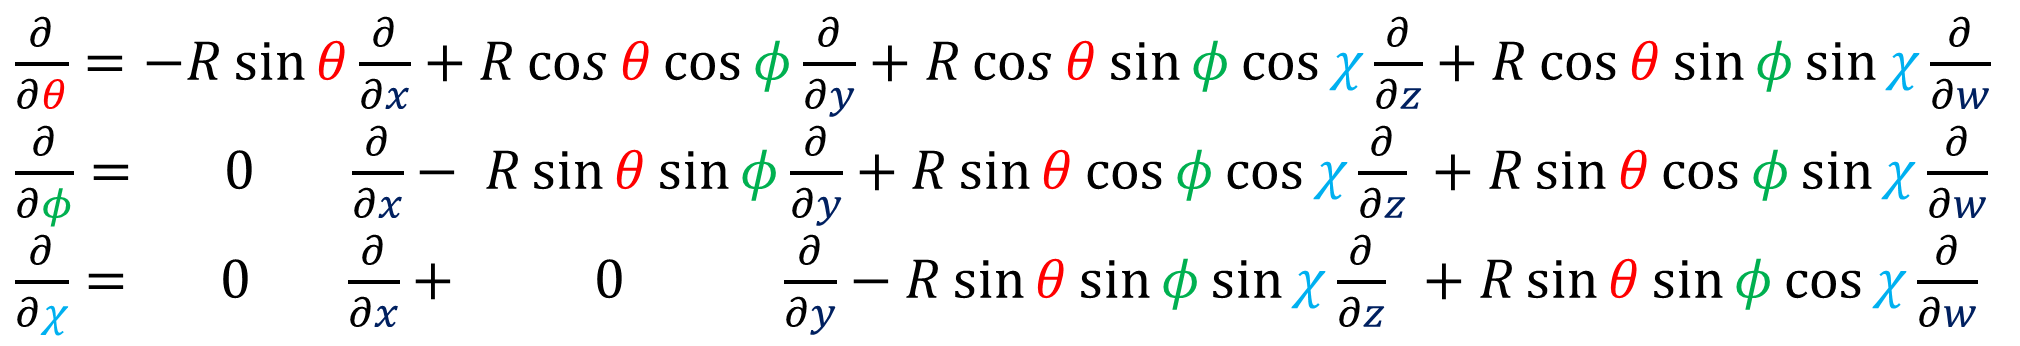 ∂/∂θ = −R sin θ ∂/∂x + R cos θ cos ϕ ∂/∂y + R cos θ sin ϕ cos χ ∂/∂z + R cos θ sin ϕ sin χ ∂/∂w
∂/∂ϕ = 0 ∂/∂x − R sin θ sin ϕ ∂/∂y + R sin θ cos ϕ cos χ ∂/∂z + R sin θ cos ϕ sin χ ∂/∂w
∂/∂χ = 0 ∂/∂x + 0 ∂/∂y − R sin θ sin ϕ sin χ ∂/∂z + R sin θ sin ϕ cos χ ∂/∂w